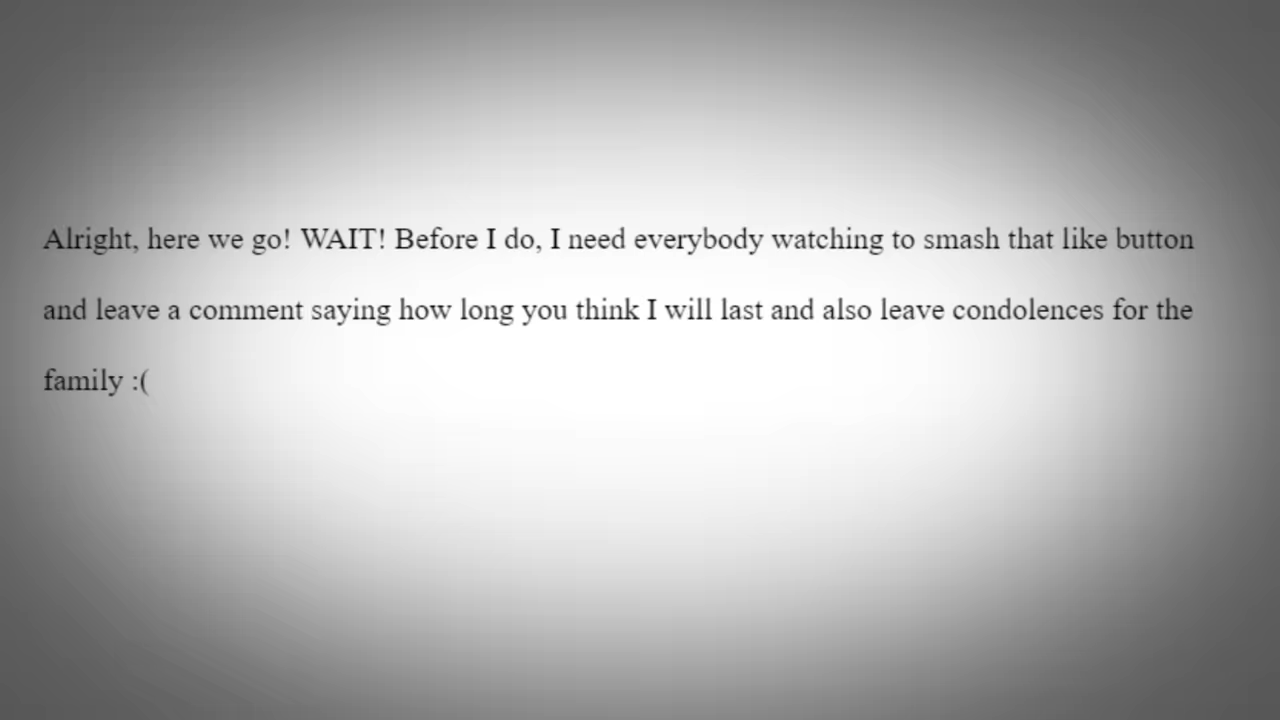 Alright, here we go! WAIT! Before I do, I need everybody watching to smash that like button
and leave a comment saying how long you think I will last and also leave condolences for the
family :(